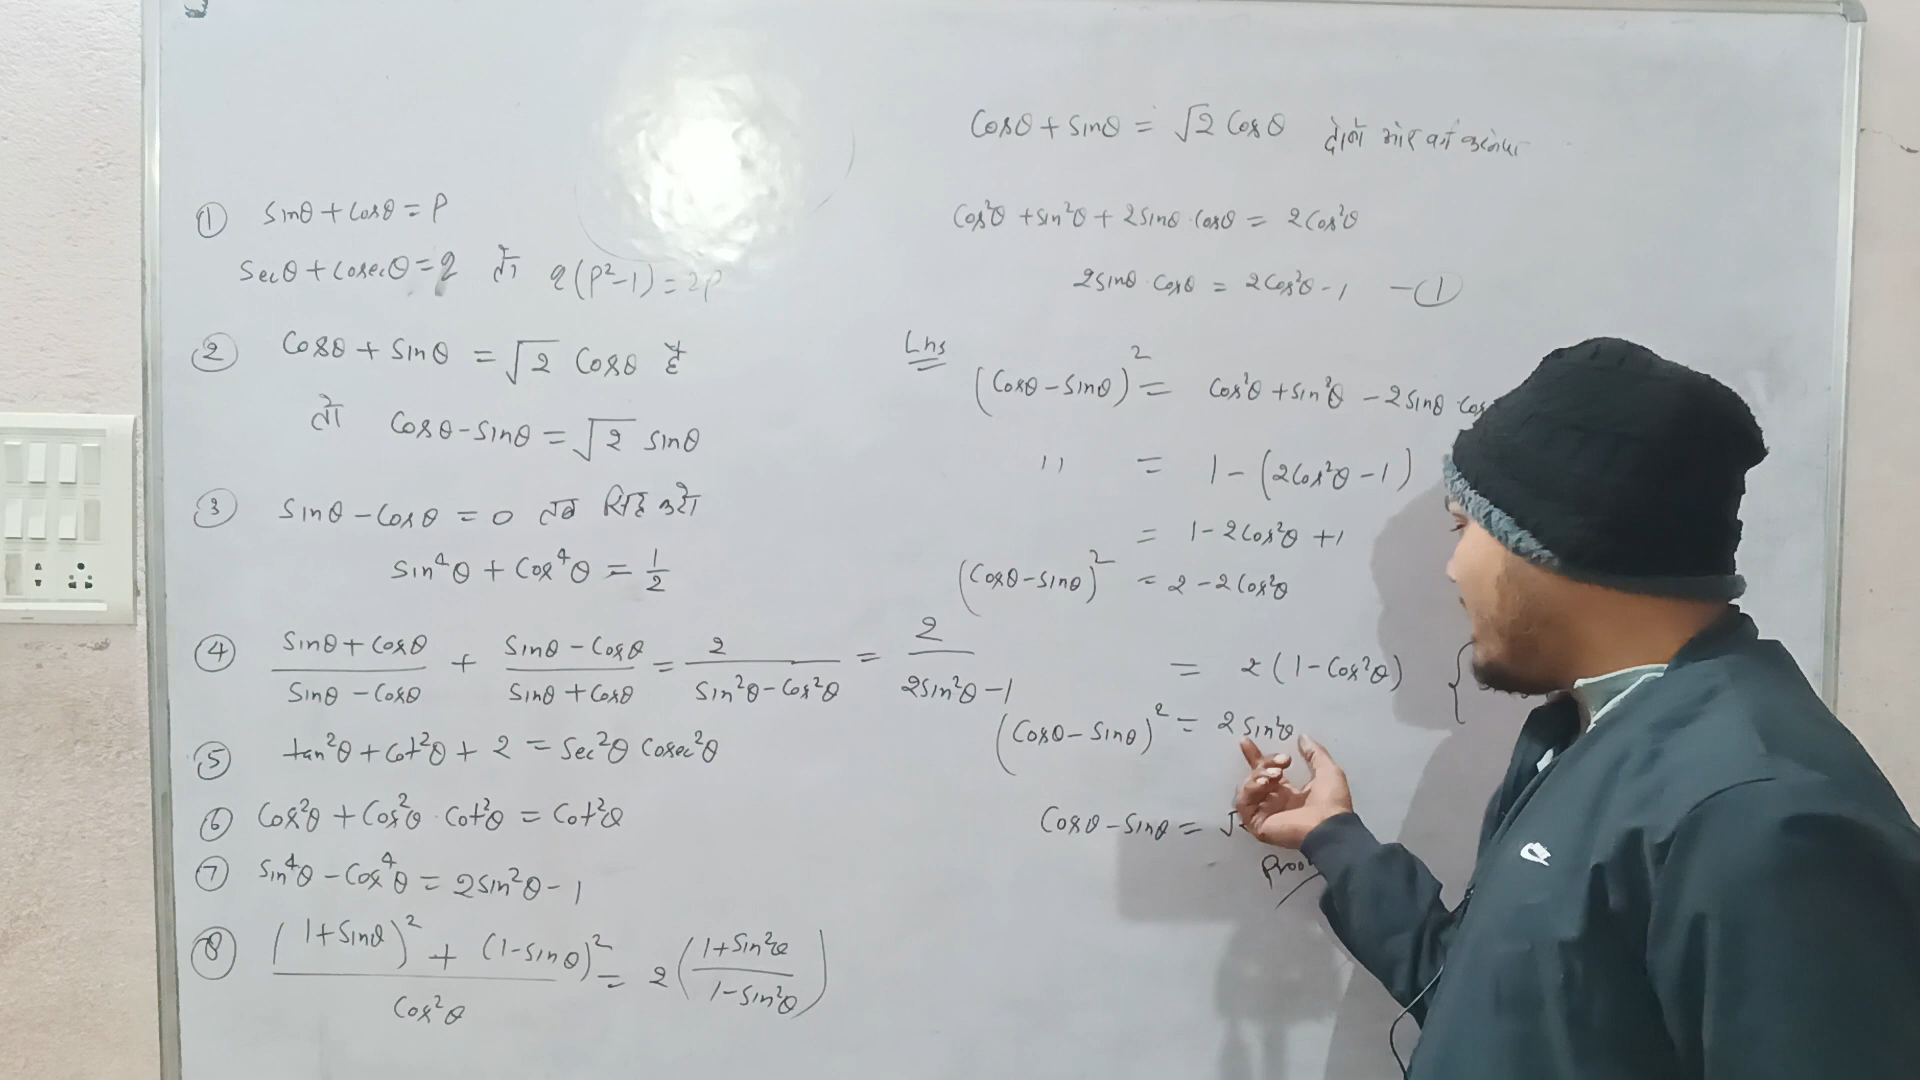 ① sinθ + cosθ = P
secθ + cosecθ = q तो q(P²-1) = 2P
② cosθ + sinθ = √2 cosθ है
तो cosθ - sinθ = √2 sinθ
③ sinθ - cosθ = 0 तब सिद्ध करो
sin⁴θ + cos⁴θ = 1/2
④ (sinθ + cosθ)/(sinθ - cosθ) + (sinθ - cosθ)/(sinθ + cosθ) = 2/(sin²θ - cos²θ) = 2/(2sin²θ - 1)
⑤ tan²θ + cot²θ + 2 = sec²θ cosec²θ
⑥ cos²θ + cos²θ · cot²θ = cot²θ
⑦ sin⁴θ - cos⁴θ = 2sin²θ - 1
⑧ ((1+sinθ)² + (1-sinθ)²)/cos²θ = 2((1+sin²θ)/(1-sin²θ))
cosθ + sinθ = √2 cosθ
cos²θ + sin²θ + 2sinθ · cosθ = 2cos²θ
2sinθ · cosθ = 2cos²θ - 1 - ①
Lhs
(cosθ - sinθ)² = cos²θ + sin²θ - 2sinθ · cos
" = 1 - (2cos²θ - 1)
= 1 - 2cos²θ + 1
(cosθ - sinθ)² = 2 - 2cos²θ
= 2(1 - cos²θ) {
(cosθ - sinθ)² = 2sin²θ
cosθ - sinθ = √